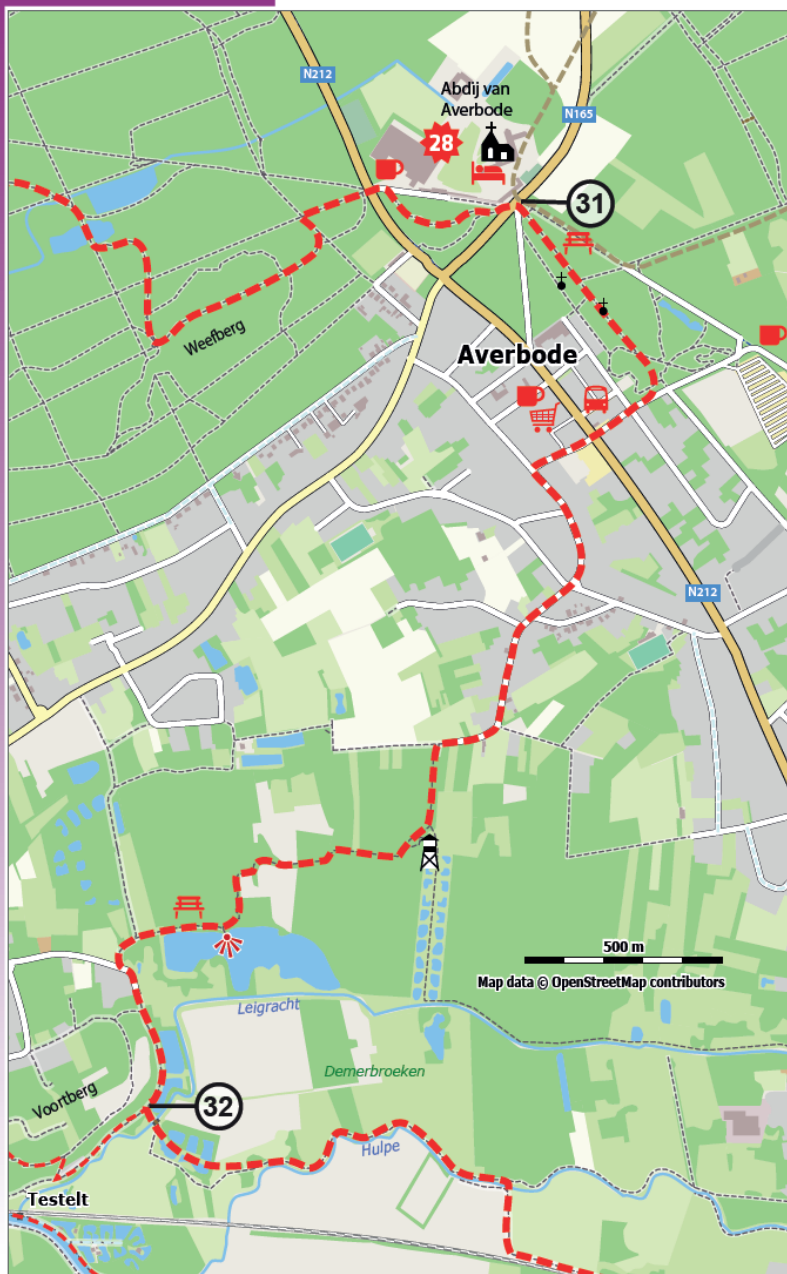 N212
Abdij van
Averbode
N165
28
31
Weefberg
Averbode
N212
500 m
Map data © OpenStreetMap contributors
Leigracht
Demerbroeken
Voortberg
32
Hulpe
Testelt